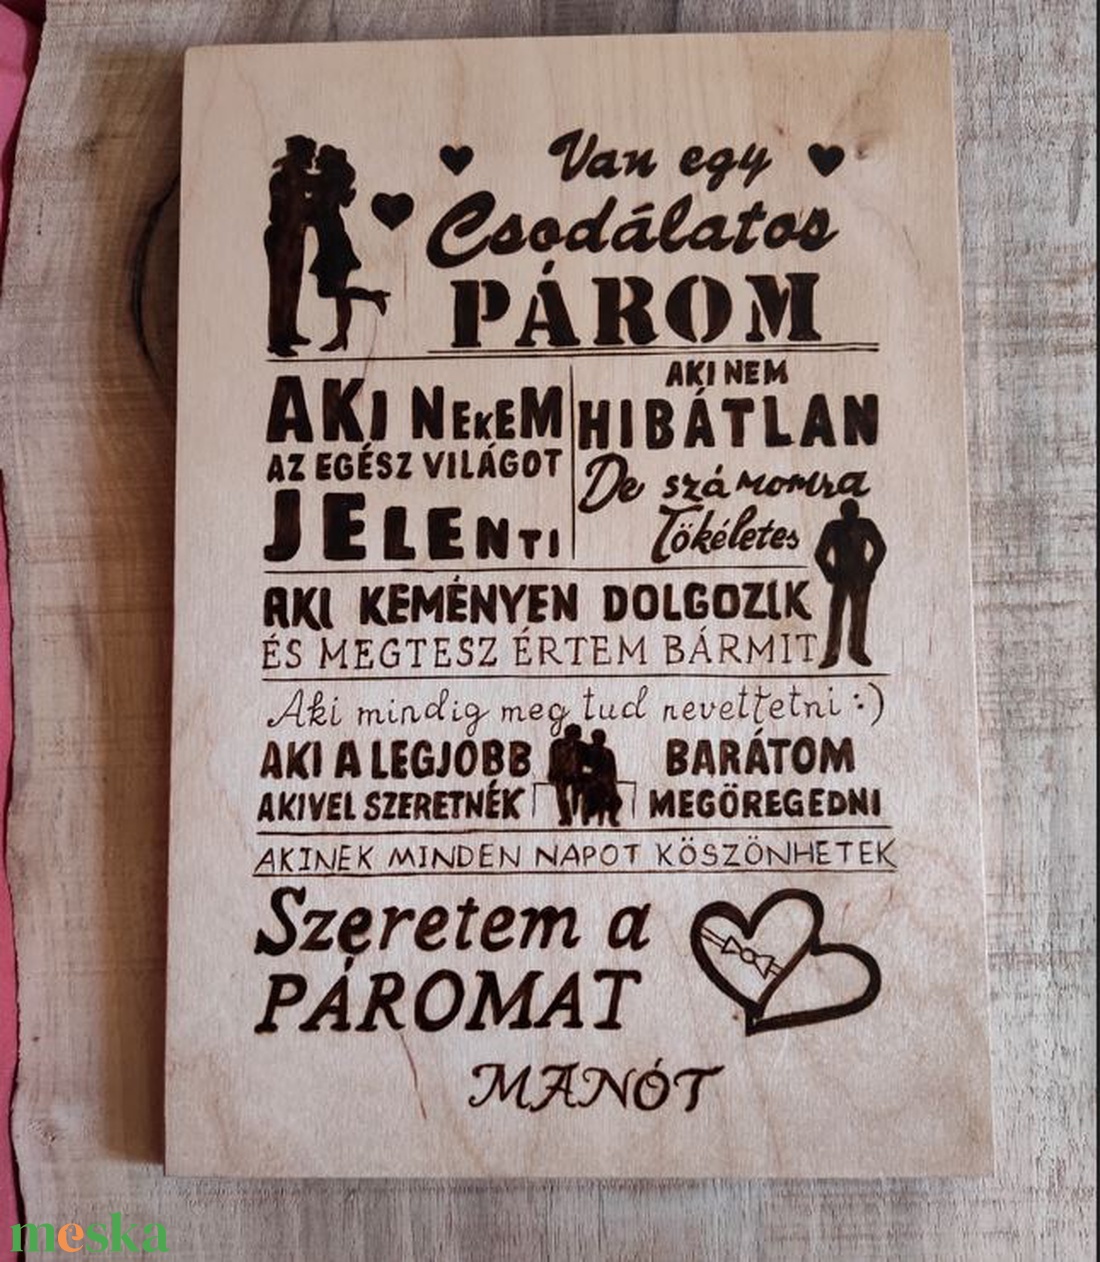 Van egy
Csodálatos
PÁROM
AKI NEKEM
AZ EGÉSZ VILÁGOT
JELENTI
AKI NEM
HIBÁTLAN
De számomra
Tökéletes
AKI KEMÉNYEN DOLGOZIK
ÉS MEGTESZ ÉRTEM BÁRMIT
Aki mindig meg tud nevettetni :)
AKI A LEGJOBB BARÁTOM
AKIVEL SZERETNÉK MEGÖREGEDNI
AKINEK MINDEN NAPOT KÖSZÖNHETEK
Szeretem a
PÁROMAT
MANÓT
meska